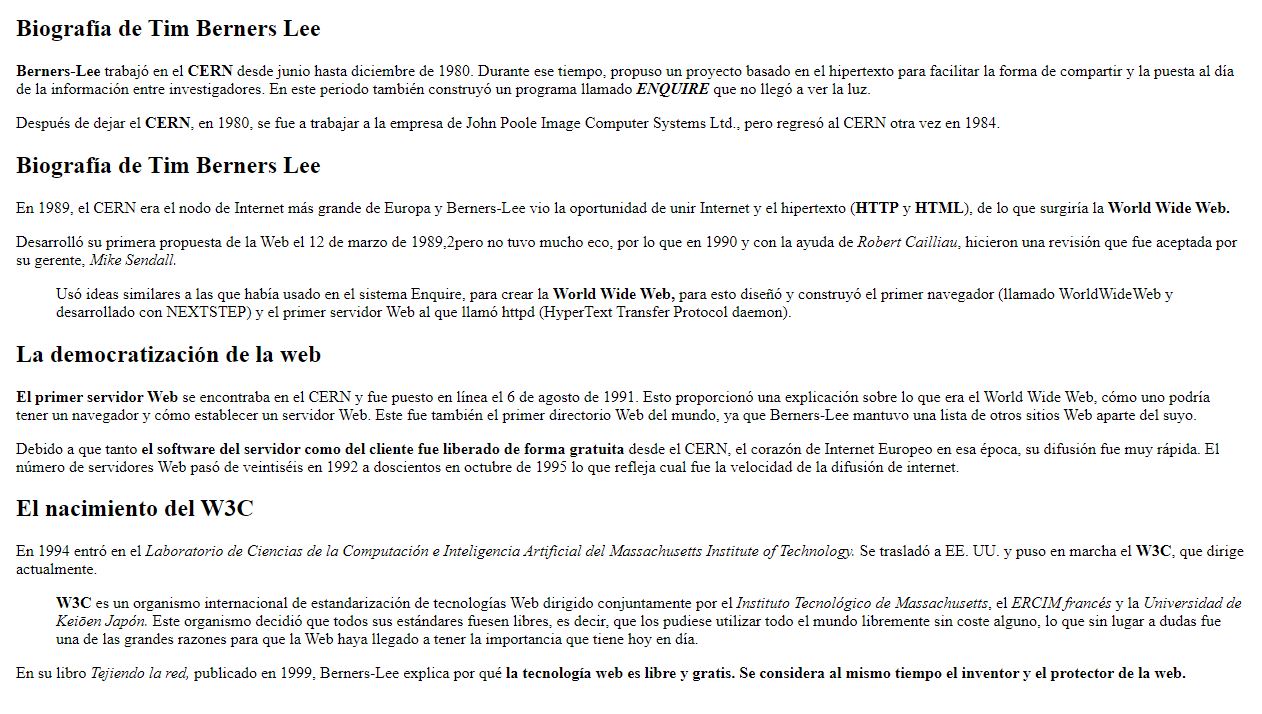 Biografía de Tim Berners Lee
Berners-Lee trabajó en el CERN desde junio hasta diciembre de 1980. Durante ese tiempo, propuso un proyecto basado en el hipertexto para facilitar la forma de compartir y la puesta al día
de la información entre investigadores. En este periodo también construyó un programa llamado ENQUIRE que no llegó a ver la luz.
Después de dejar el CERN, en 1980, se fue a trabajar a la empresa de John Poole Image Computer Systems Ltd., pero regresó al CERN otra vez en 1984.
Biografía de Tim Berners Lee
En 1989, el CERN era el nodo de Internet más grande de Europa y Berners-Lee vio la oportunidad de unir Internet y el hipertexto (HTTP y HTML), de lo que surgiría la World Wide Web.
Desarrolló su primera propuesta de la Web el 12 de marzo de 1989,2pero no tuvo mucho eco, por lo que en 1990 y con la ayuda de Robert Cailliau, hicieron una revisión que fue aceptada por
su gerente, Mike Sendall.
Usó ideas similares a las que había usado en el sistema Enquire, para crear la World Wide Web, para esto diseñó y construyó el primer navegador (llamado WorldWideWeb y
desarrollado con NEXTSTEP) y el primer servidor Web al que llamó httpd (HyperText Transfer Protocol daemon).
La democratización de la web
El primer servidor Web se encontraba en el CERN y fue puesto en línea el 6 de agosto de 1991. Esto proporcionó una explicación sobre lo que era el World Wide Web, cómo uno podría
tener un navegador y cómo establecer un servidor Web. Este fue también el primer directorio Web del mundo, ya que Berners-Lee mantuvo una lista de otros sitios Web aparte del suyo.
Debido a que tanto el software del servidor como del cliente fue liberado de forma gratuita desde el CERN, el corazón de Internet Europeo en esa época, su difusión fue muy rápida. El
número de servidores Web pasó de veintiséis en 1992 a doscientos en octubre de 1995 lo que refleja cual fue la velocidad de la difusión de internet.
El nacimiento del W3C
En 1994 entró en el Laboratorio de Ciencias de la Computación e Inteligencia Artificial del Massachusetts Institute of Technology. Se trasladó a EE. UU. y puso en marcha el W3C, que dirige
actualmente.
W3C es un organismo internacional de estandarización de tecnologías Web dirigido conjuntamente por el Instituto Tecnológico de Massachusetts, el ERCIM francés y la Universidad de
Keiōen Japón. Este organismo decidió que todos sus estándares fuesen libres, es decir, que los pudiese utilizar todo el mundo libremente sin coste alguno, lo que sin lugar a dudas fue
una de las grandes razones para que la Web haya llegado a tener la importancia que tiene hoy en día.
En su libro Tejiendo la red, publicado en 1999, Berners-Lee explica por qué la tecnología web es libre y gratis. Se considera al mismo tiempo el inventor y el protector de la web.